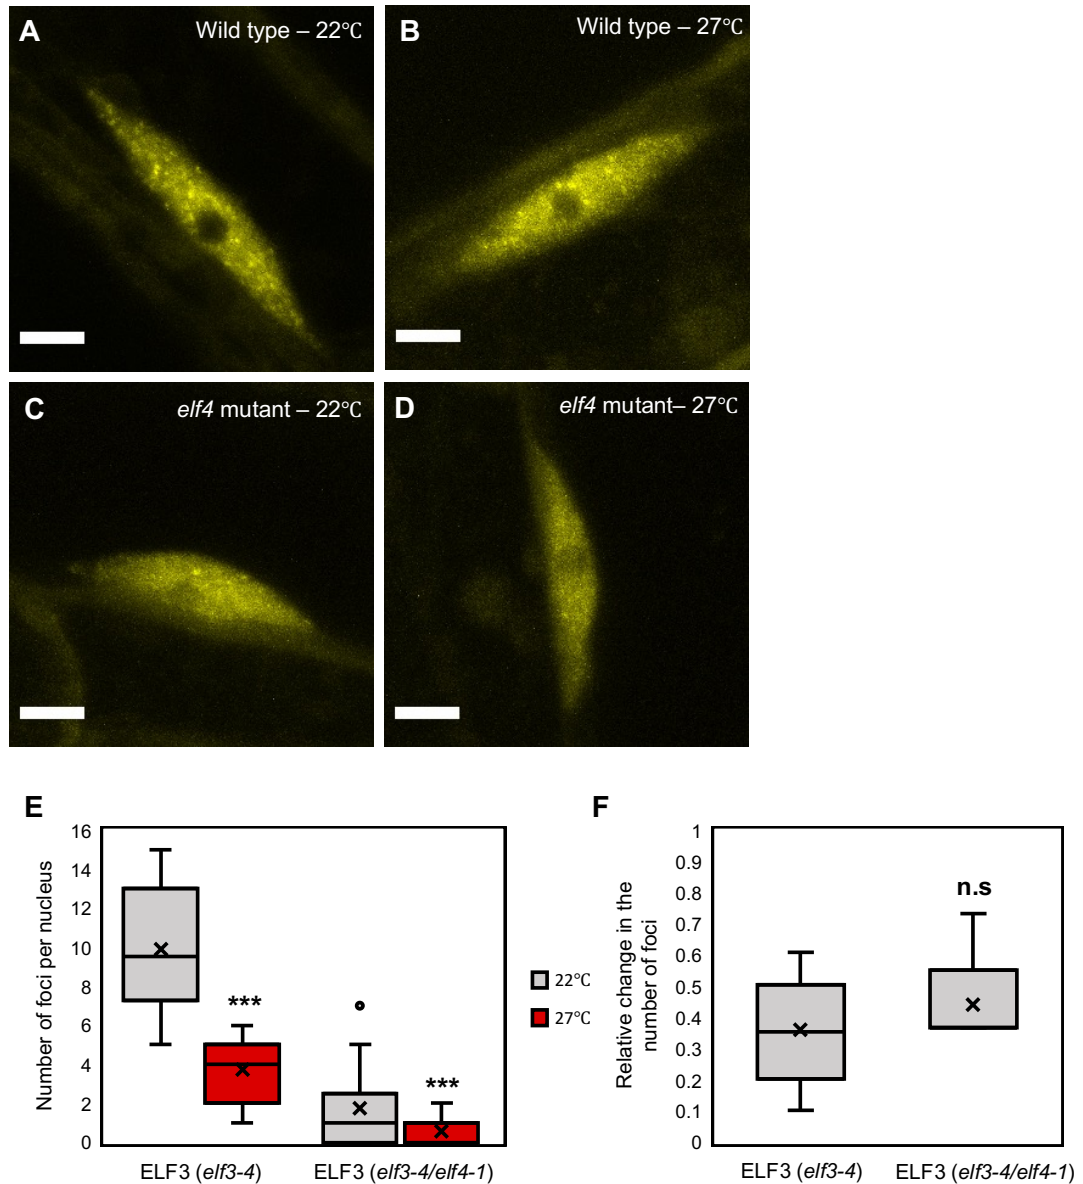 A
Wild type – 22℃
B
Wild type – 27℃
C
elf4 mutant – 22℃
D
elf4 mutant– 27℃
E
Number of foci per nucleus
16
14
12
10
8
6
4
2
0
***
***
ELF3 (elf3-4)
ELF3 (elf3-4/elf4-1)
22℃
27℃
F
Relative change in the
number of foci
1
0.9
0.8
0.7
0.6
0.5
0.4
0.3
0.2
0.1
0
n.s
ELF3 (elf3-4)
ELF3 (elf3-4/elf4-1)